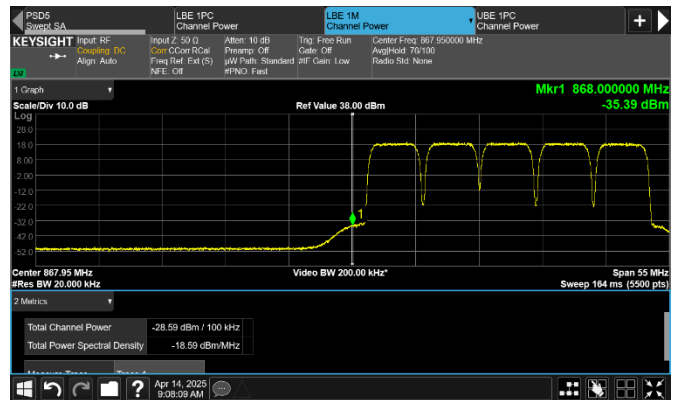 PSD5
Swept SA
LBE 1PC
Channel Power
LBE 1M
Channel Power
UBE 1PC
Channel Power
KEYSIGHT
Input: RF
Coupling: DC
Align: Auto
Input Z: 50 Ω
Corr CCorr RCal
Freq Ref: Ext (S)
NFE: Off
Atten: 10 dB
Preamp: Off
µW Path: Standard
#PNO: Fast
Trig: Free Run
Gate: Off
#IF Gain: Low
Center Freq: 867.950000 MHz
Avg|Hold: 76/100
Radio Std: None
LXI
1 Graph
Mkr1 868.000000 MHz
-35.39 dBm
Scale/Div 10.0 dB
Ref Value 38.00 dBm
Log
28.0
18.0
8.00
-2.00
-12.0
-22.0
-32.0
-42.0
-52.0
1
Center 867.95 MHz
#Res BW 20.000 kHz
Video BW 200.00 kHz*
Span 55 MHz
Sweep 164 ms (5500 pts)
2 Metrics
Total Channel Power -28.59 dBm / 100 kHz
Total Power Spectral Density -18.59 dBm/MHz
Measure Trace Trace 1
Apr 14, 2025
9:08:09 AM